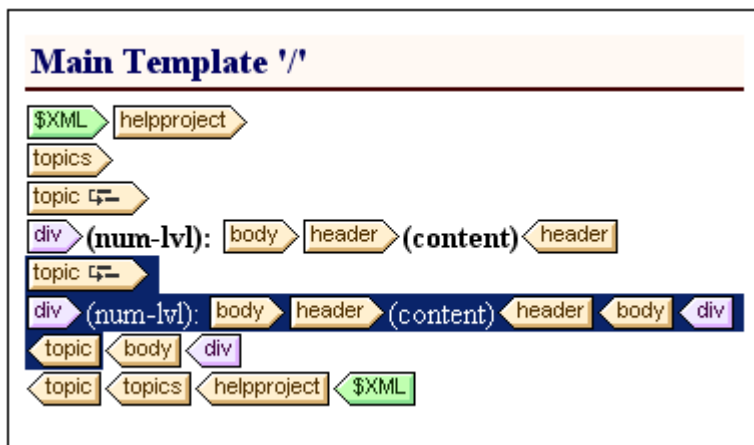 Main Template '/'
$XML helpproject
topics
topic
div (num-lvl): body header (content) header
topic
div (num-lvl): body header (content) header body div
topic body div
topic topics helpproject $XML